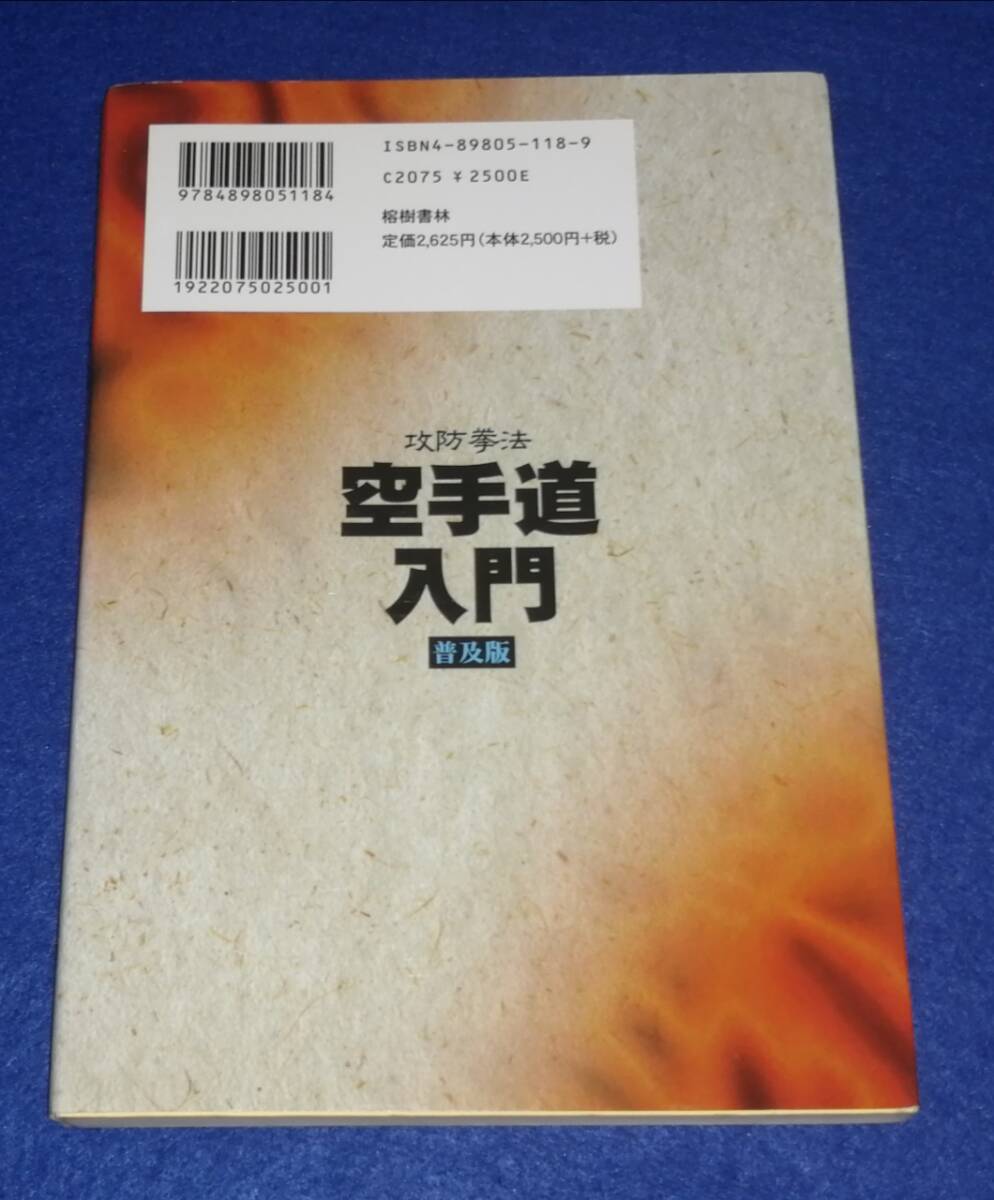 ISBN4-89805-118-9
C2075 ¥2500E
榕樹書林
定価2,625円(本体2,500円+税)
9784898051184
1922075025001
攻防拳法
空手道
入門
普及版